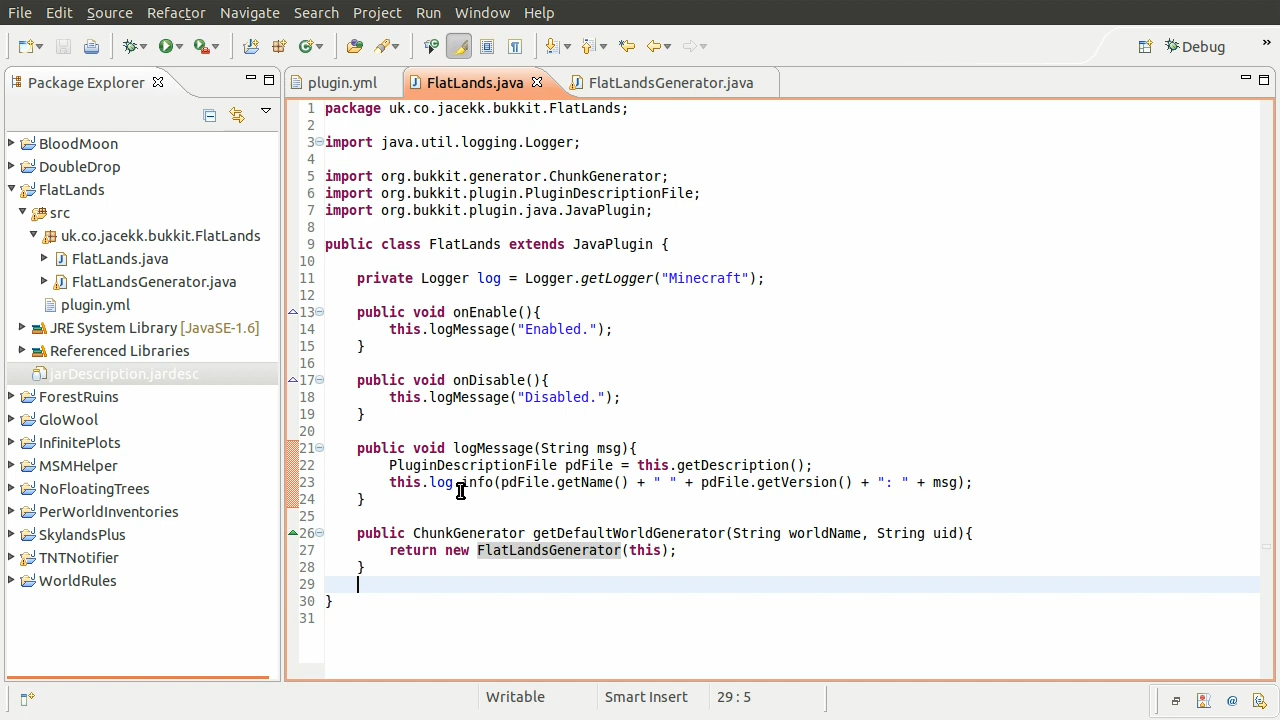 File Edit Source Refactor Navigate Search Project Run Window Help
Debug »
Package Explorer
plugin.yml FlatLands.java FlatLandsGenerator.java
BloodMoon
DoubleDrop
FlatLands
src
uk.co.jacekk.bukkit.FlatLands
FlatLands.java
FlatLandsGenerator.java
plugin.yml
JRE System Library [JavaSE-1.6]
Referenced Libraries
jarDescription.jardesc
ForestRuins
GloWool
InfinitePlots
MSMHelper
NoFloatingTrees
PerWorldInventories
SkylandsPlus
TNTNotifier
WorldRules
1 package uk.co.jacekk.bukkit.FlatLands;
2
3 import java.util.logging.Logger;
4
5 import org.bukkit.generator.ChunkGenerator;
6 import org.bukkit.plugin.PluginDescriptionFile;
7 import org.bukkit.plugin.java.JavaPlugin;
8
9 public class FlatLands extends JavaPlugin {
10
11 private Logger log = Logger.getLogger("Minecraft");
12
13 public void onEnable(){
14 this.logMessage("Enabled.");
15 }
16
17 public void onDisable(){
18 this.logMessage("Disabled.");
19 }
20
21 public void logMessage(String msg){
22 PluginDescriptionFile pdFile = this.getDescription();
23 this.log.info(pdFile.getName() + " " + pdFile.getVersion() + ": " + msg);
24 }
25
26 public ChunkGenerator getDefaultWorldGenerator(String worldName, String uid){
27 return new FlatLandsGenerator(this);
28 }
29
30 }
31
Writable Smart Insert 29 : 5